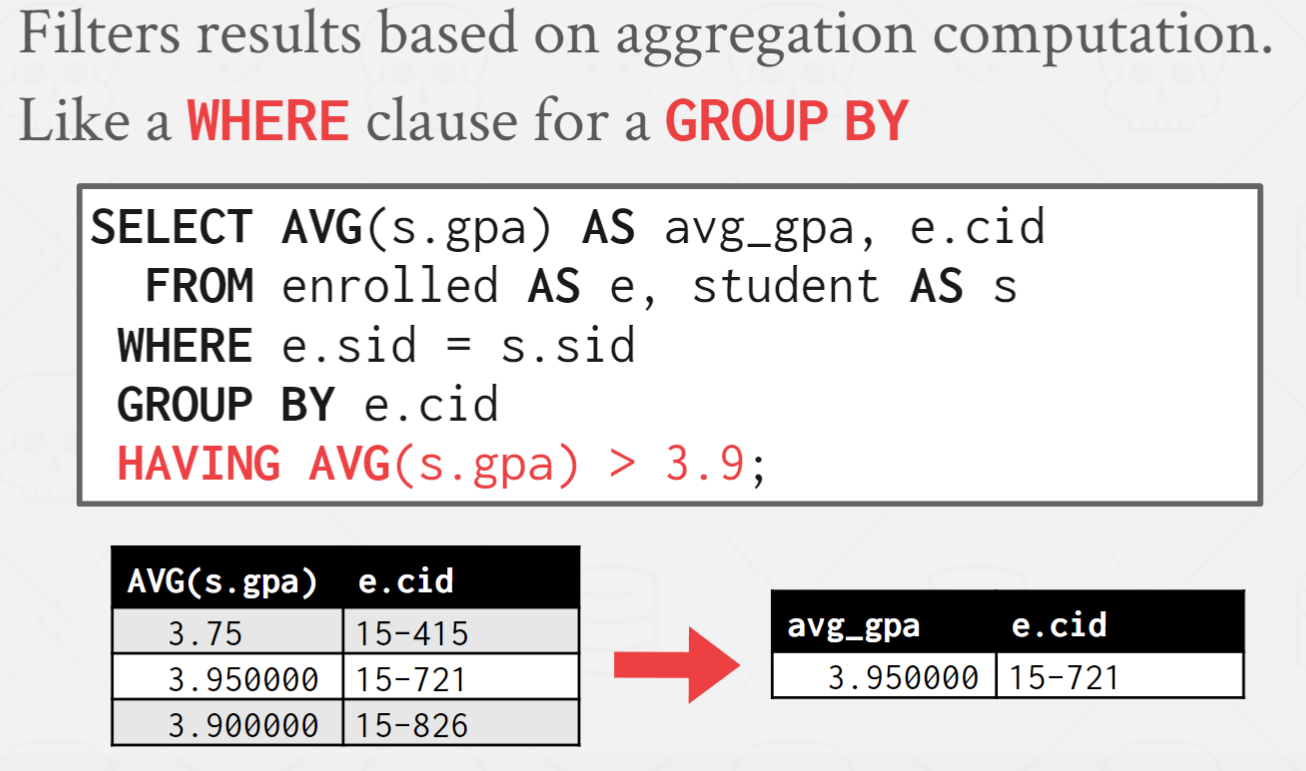 Filters results based on aggregation computation.
Like a WHERE clause for a GROUP BY
SELECT AVG(s.gpa) AS avg_gpa, e.cid
FROM enrolled AS e, student AS s
WHERE e.sid = s.sid
GROUP BY e.cid
HAVING AVG(s.gpa) > 3.9;
AVG(s.gpa) e.cid
3.75 15-415
3.950000 15-721
3.900000 15-826
avg_gpa e.cid
3.950000 15-721